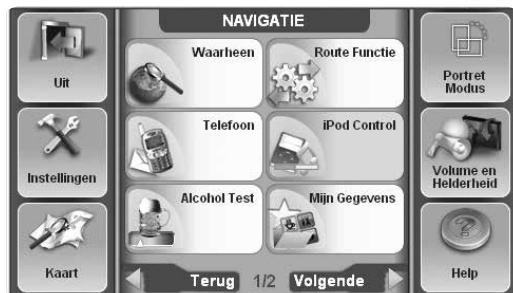 NAVIGATIE
Uit
Instellingen
Kaart
Waarheen
Route Functie
Telefoon
iPod Control
Alcohol Test
Mijn Gegevens
Terug 1/2 Volgende
Portret
Modus
Volume en
Helderheid
Help